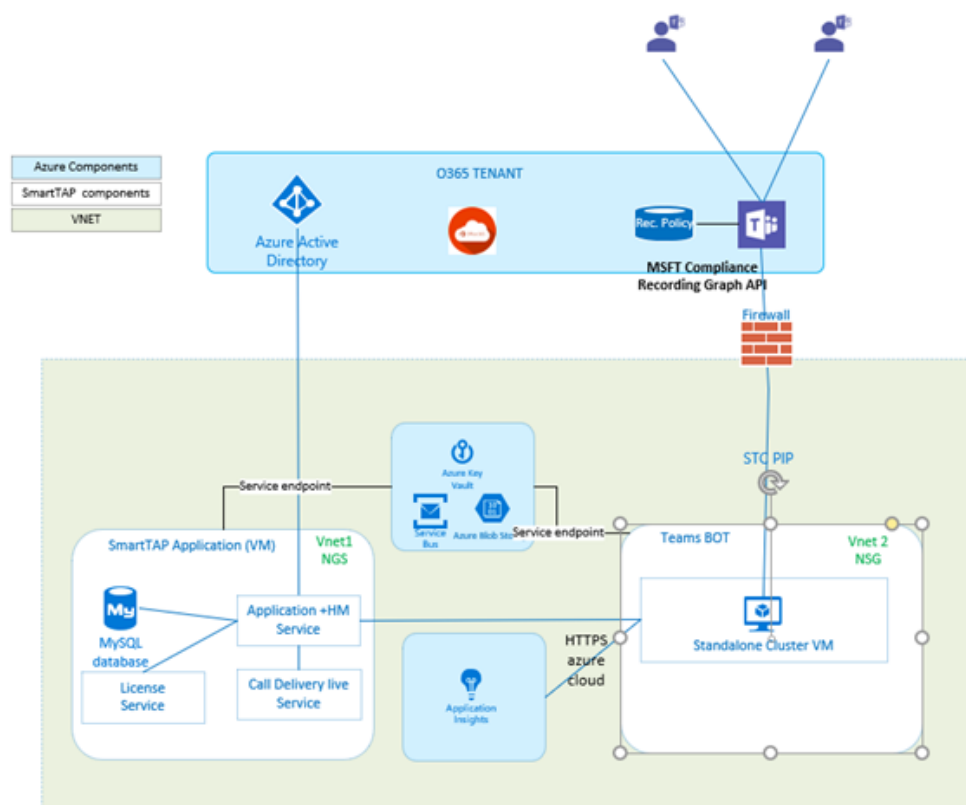 Azure Components
SmartTAP components
VNET
O365 TENANT
Azure Active
Directory
Rec. Policy
MSFT Compliance
Recording Graph API
Firewall
STC PIP
Azure Key
Vault
Service
Bus
Azure Blob Sto
Service endpoint
Service endpoint
SmartTAP Application (VM)
Vnet1
NGS
MySQL
database
Application +HM
Service
License
Service
Call Delivery live
Service
HTTPS
azure
cloud
Application
Insights
Teams BOT
Vnet 2
NSG
Standalone Cluster VM